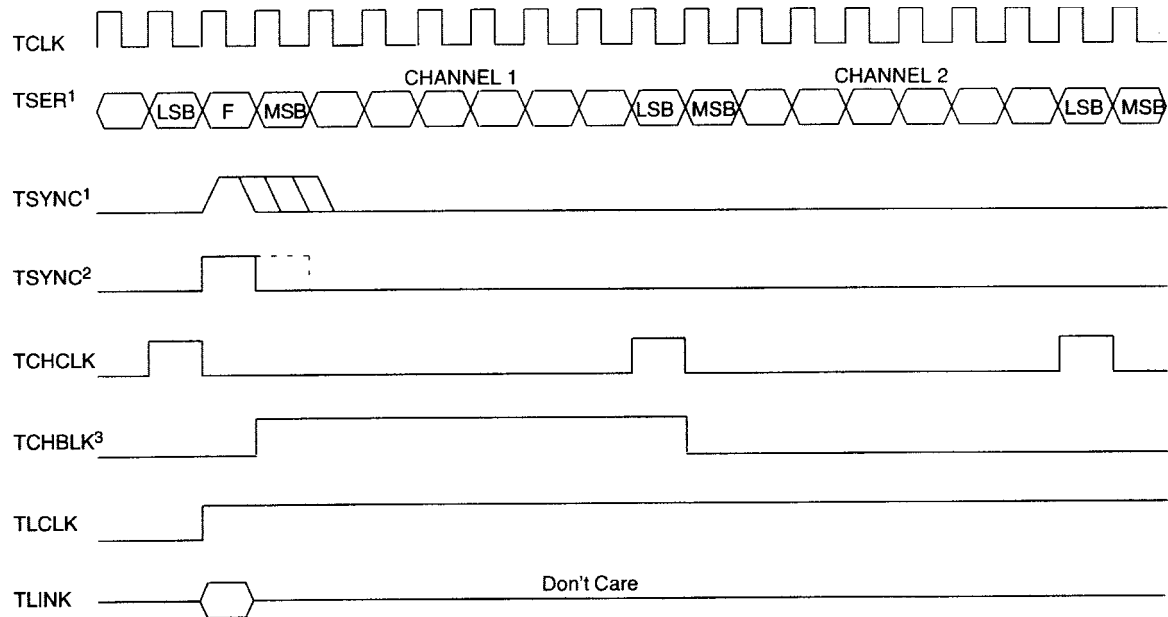 TCLK
CHANNEL 1 CHANNEL 2
TSER¹ LSB F MSB LSB MSB LSB MSB
TSYNC¹
TSYNC²
TCHCLK
TCHBLK³
TLCLK
Don't Care
TLINK